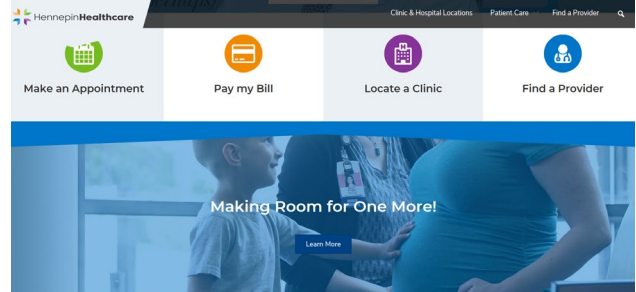 HennepinHealthcare
Clinic & Hospital Locations
Patient Care
Find a Provider
Make an Appointment
Pay my Bill
Locate a Clinic
Find a Provider
Making Room for One More!
Learn More